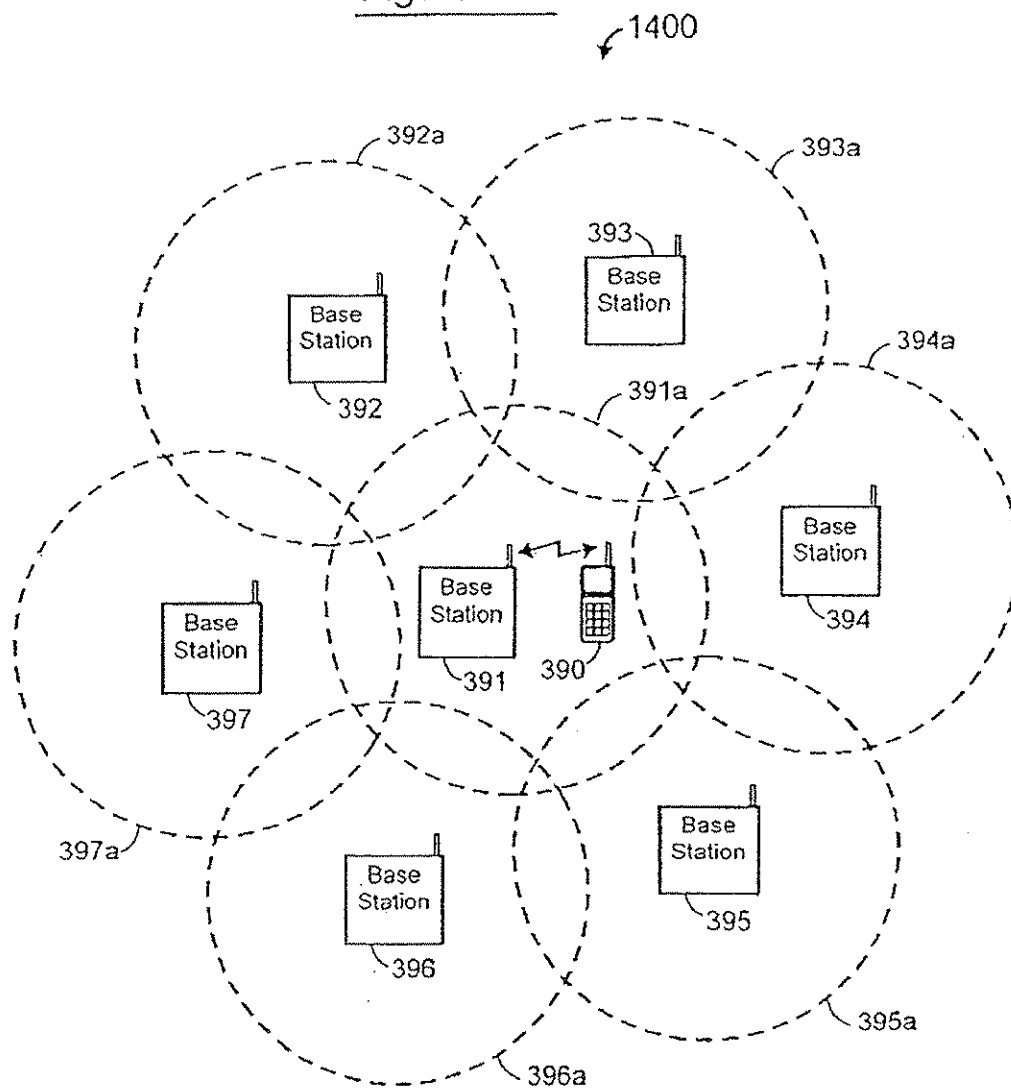 1400
392a
393a
393
Base
Station
Base
Station
392
394a
391a
Base
Station
394
Base
Station
391
390
Base
Station
397
397a
Base
Station
395
Base
Station
396
395a
396a